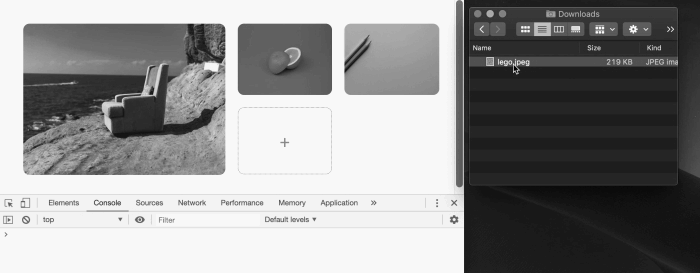 Downloads
Name Size Kind
lego.jpeg 219 KB JPEG ima
+
Elements Console Sources Network Performance Memory Application »
top Filter Default levels